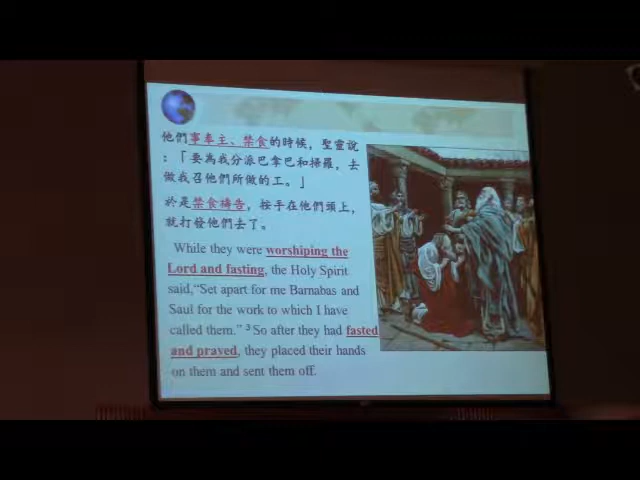 他們事奉主、禁食的時候，聖靈說
：「要為我分派巴拿巴和掃羅，去
做我召他們所做的工。」
於是禁食禱告，按手在他們頭上，
就打發他們去了。
While they were worshiping the
Lord and fasting, the Holy Spirit
said,“Set apart for me Barnabas and
Saul for the work to which I have
called them.” 3 So after they had fasted
and prayed, they placed their hands
on them and sent them off.